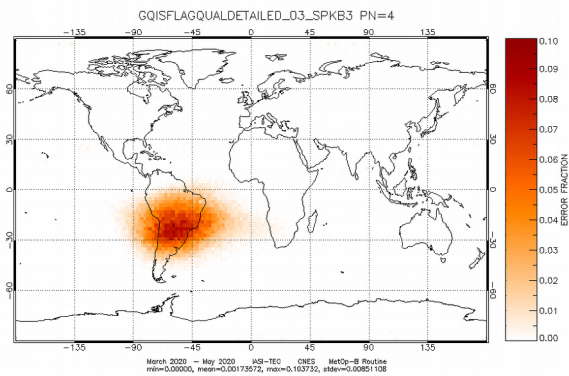 GQISFLAGQUALDETAILED_03_SPKB3 PN=4
-135 -90 -45 0 45 90 135
60 60
30 30
0 0
-30 -30
-60 -60
-135 -90 -45 0 45 90 135
0.10
0.09
0.08
0.07
0.06
0.05
0.04
0.03
0.02
0.01
0.00
ERROR FRACTION
March 2020 — May 2020 IASI-TEC CNES MetOp-B Routine
min=0.00000, mean=0.00173572, max=0.103732, stdev=0.00851108